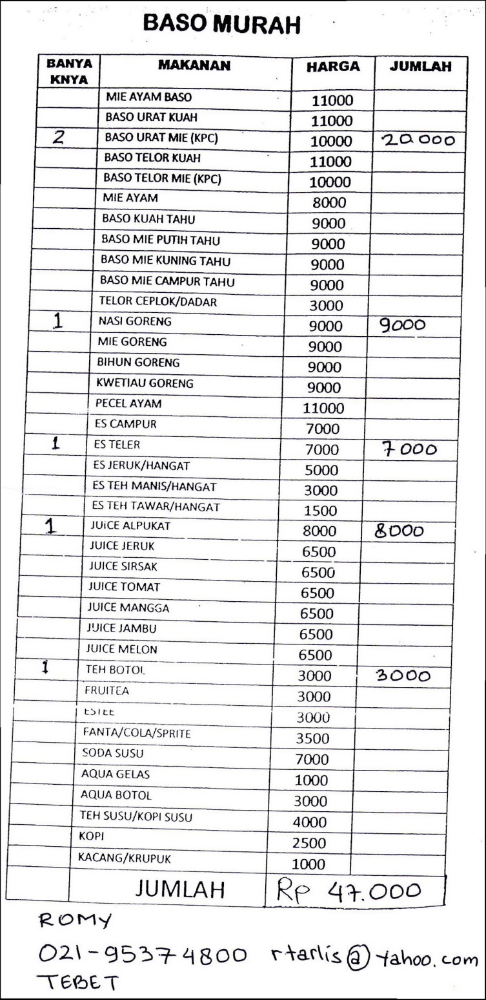 BASO MURAH
BANYA KNYA MAKANAN HARGA JUMLAH
MIE AYAM BASO 11000
BASO URAT KUAH 11000
2 BASO URAT MIE (KPC) 10000 20.000
BASO TELOR KUAH 11000
BASO TELOR MIE (KPC) 10000
MIE AYAM 8000
BASO KUAH TAHU 9000
BASO MIE PUTIH TAHU 9000
BASO MIE KUNING TAHU 9000
BASO MIE CAMPUR TAHU 9000
TELOR CEPLOK/DADAR 3000
1 NASI GORENG 9000 9000
MIE GORENG 9000
BIHUN GORENG 9000
KWETIAU GORENG 9000
PECEL AYAM 11000
ES CAMPUR 7000
1 ES TELER 7000 7000
ES JERUK/HANGAT 5000
ES TEH MANIS/HANGAT 3000
ES TEH TAWAR/HANGAT 1500
1 JUiCE ALPUKAT 8000 8000
JUICE JERUK 6500
JUICE SIRSAK 6500
JUICE TOMAT 6500
JUICE MANGGA 6500
JUICE JAMBU 6500
JUICE MELON 6500
1 TEH BOTOL 3000 3000
FRUITEA 3000
ESTEE 3000
FANTA/COLA/SPRITE 3500
SODA SUSU 7000
AQUA GELAS 1000
AQUA BOTOL 3000
TEH SUSU/KOPI SUSU 4000
KOPI 2500
KACANG/KRUPUK 1000
JUMLAH Rp 47.000
ROMY
021-95374800 rtarlis@yahoo.com
TEBET